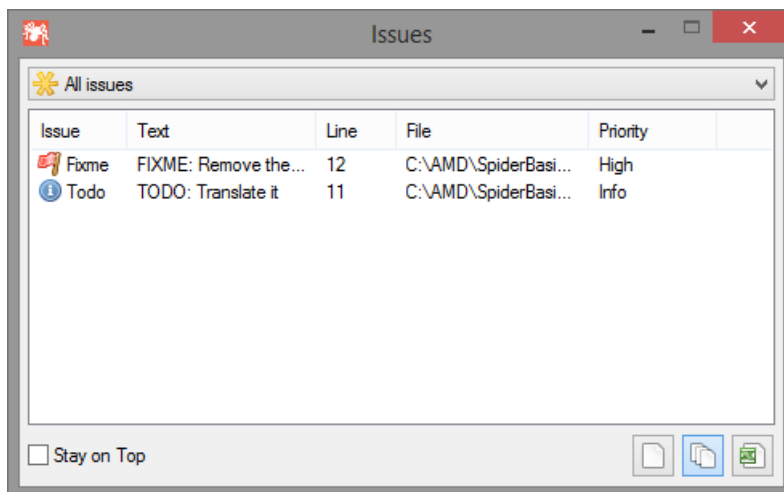 Issues
All issues
Issue Text Line File Priority
Fixme FIXME: Remove the... 12 C:\AMD\SpiderBasi... High
Todo TODO: Translate it 11 C:\AMD\SpiderBasi... Info
Stay on Top